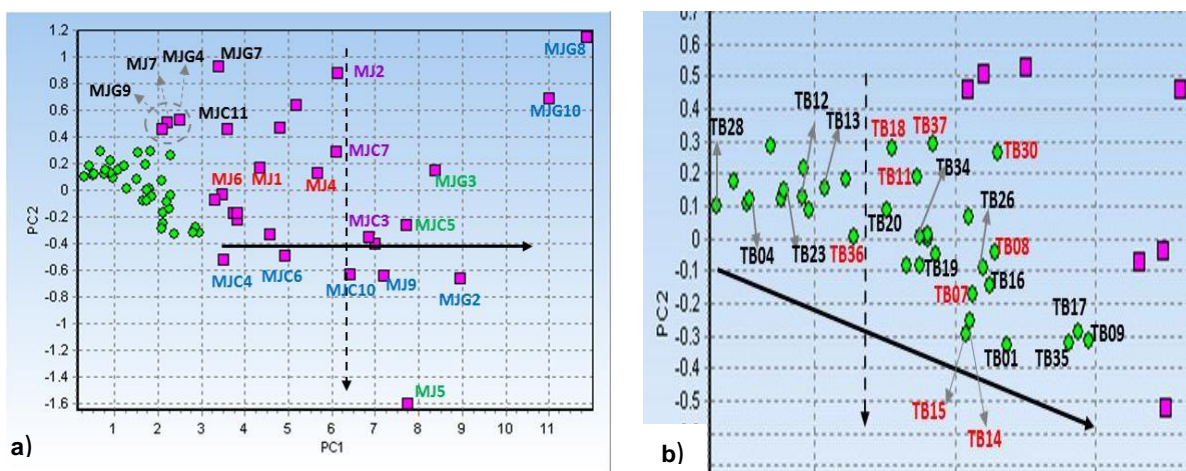 1.2
1
0.8
0.6
0.4
0.2
0
-0.2
-0.4
-0.6
-0.8
-1
-1.2
-1.4
-1.6
PC2
1 2 3 4 5 6 7 8 9 10 11
PC1
MJG8
MJG10
MJG7
MJG4
MJ7
MJG9
MJ2
MJC11
MJC7
MJG3
MJ6
MJ1
MJ4
MJC5
MJC3
MJC4
MJC6
MJC10
MJ9
MJG2
MJ5
a)
0.6
0.5
0.4
0.3
0.2
0.1
0
-0.1
-0.2
-0.3
-0.4
-0.5
PC2
TB12
TB28
TB13
TB18
TB37
TB34
TB30
TB11
TB26
TB20
TB04
TB23
TB36
TB19
TB08
TB07
TB16
TB17
TB01
TB35
TB09
TB15
TB14
b)